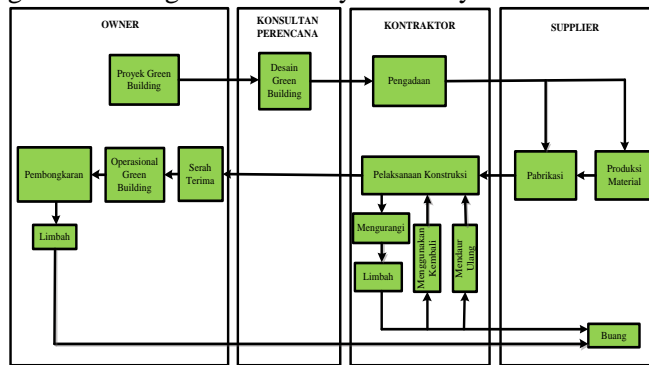 OWNER
KONSULTAN
PERENCANA
KONTRAKTOR
SUPPLIER
Proyek Green
Building
Desain
Green
Building
Pengadaan
Pembongkaran
Operasional
Green
Building
Serah
Terima
Pelaksanaan Konstruksi
Pabrikasi
Produksi
Material
Limbah
Mengurangi
Limbah
Menggunakan
Kembali
Mendaur
Ulang
Buang